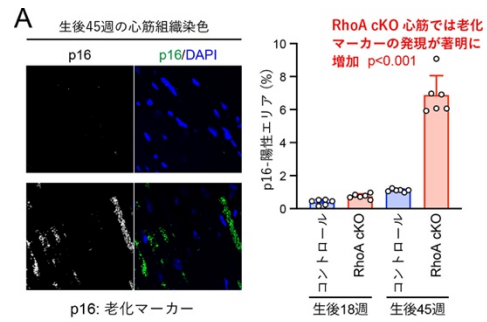 A
生後45週の心筋組織染色
p16
p16/DAPI
p16: 老化マーカー
RhoA cKO 心筋では老化
マーカーの発現が著明に
増加 p<0.001
p16-陽性エリア (%)
10
8
6
4
2
0
コントロール
RhoA cKO
コントロール
RhoA cKO
生後18週
生後45週